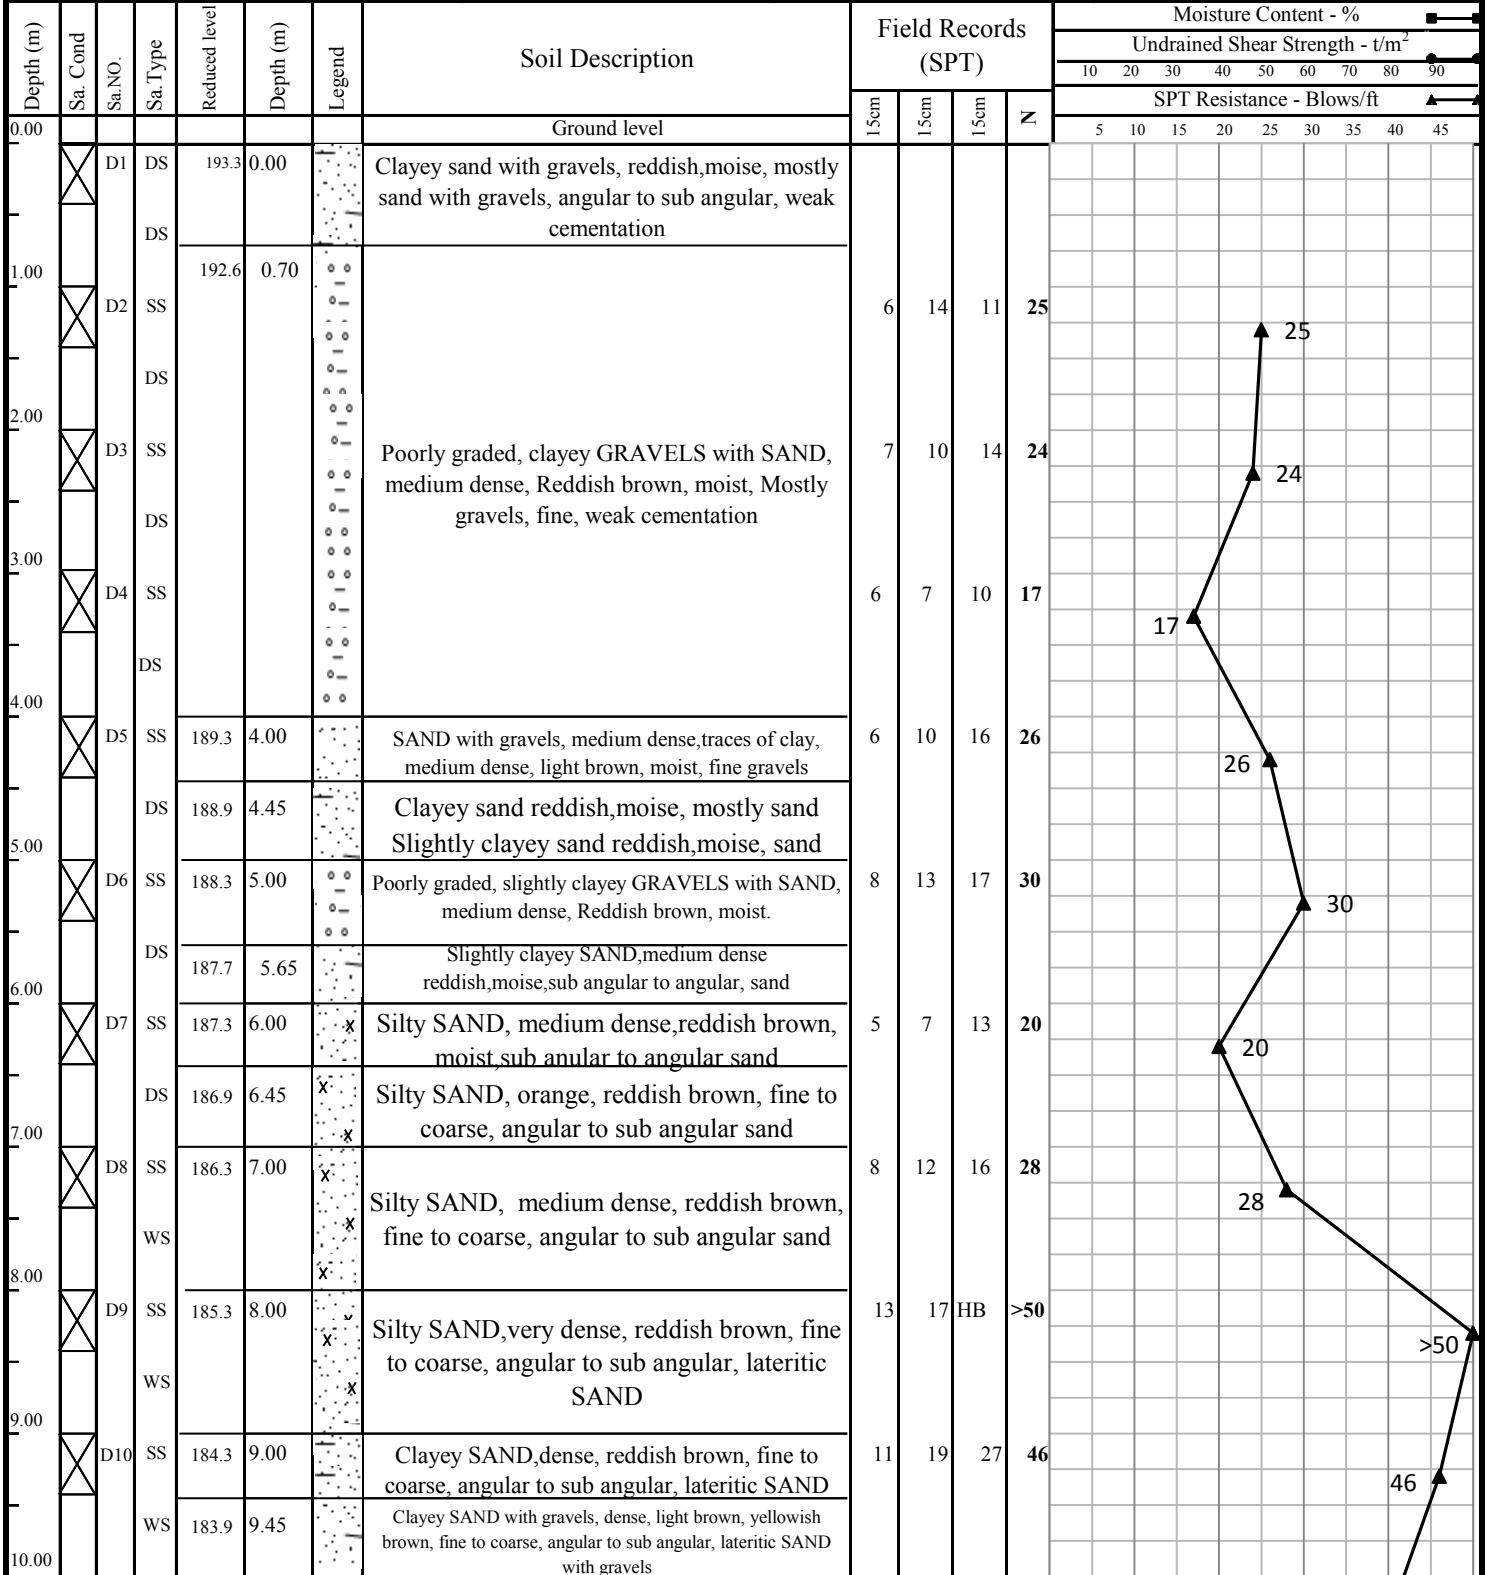 Depth (m) Sa. Cond Sa.NO. Sa.Type Reduced level Depth (m) Legend Soil Description Field Records (SPT)
15cm 15cm 15cm N
Moisture Content - %
Undrained Shear Strength - t/m²
10 20 30 40 50 60 70 80 90
SPT Resistance - Blows/ft
5 10 15 20 25 30 35 40 45
0.00 Ground level
D1 DS 193.3 0.00 Clayey sand with gravels, reddish,moise, mostly
sand with gravels, angular to sub angular, weak
DS cementation
1.00 192.6 0.70
D2 SS 6 14 11 25
25
DS
2.00
D3 SS Poorly graded, clayey GRAVELS with SAND, 7 10 14 24
medium dense, Reddish brown, moist, Mostly 24
DS gravels, fine, weak cementation
3.00
D4 SS 6 7 10 17
17
DS
4.00
D5 SS 189.3 4.00 SAND with gravels, medium dense,traces of clay, 6 10 16 26
medium dense, light brown, moist, fine gravels 26
DS 188.9 4.45 Clayey sand reddish,moise, mostly sand
5.00 Slightly clayey sand reddish,moise, sand
D6 SS 188.3 5.00 Poorly graded, slightly clayey GRAVELS with SAND, 8 13 17 30
medium dense, Reddish brown, moist. 30
DS Slightly clayey SAND,medium dense
187.7 5.65 reddish,moise,sub angular to angular, sand
6.00
D7 SS 187.3 6.00 Silty SAND, medium dense,reddish brown, 5 7 13 20
moist,sub anular to angular sand 20
DS 186.9 6.45 Silty SAND, orange, reddish brown, fine to
7.00 coarse, angular to sub angular sand
D8 SS 186.3 7.00 8 12 16 28
Silty SAND, medium dense, reddish brown, 28
WS fine to coarse, angular to sub angular sand
8.00
D9 SS 185.3 8.00 13 17 HB >50
Silty SAND,very dense, reddish brown, fine >50
to coarse, angular to sub angular, lateritic
WS SAND
9.00
D10 SS 184.3 9.00 Clayey SAND,dense, reddish brown, fine to 11 19 27 46
coarse, angular to sub angular, lateritic SAND 46
WS 183.9 9.45 Clayey SAND with gravels, dense, light brown, yellowish
brown, fine to coarse, angular to sub angular, lateritic SAND
10.00 with gravels